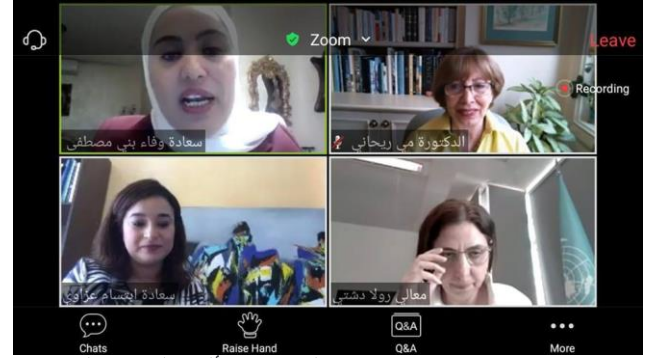 Zoom
Leave
Recording
سعادة وفاء بني مصطفى
الدكتورة مي ريحاني
سعادة ابتسام عزاوي
معالي رولا دشتي
Chats
Raise Hand
Q&A
Q&A
More